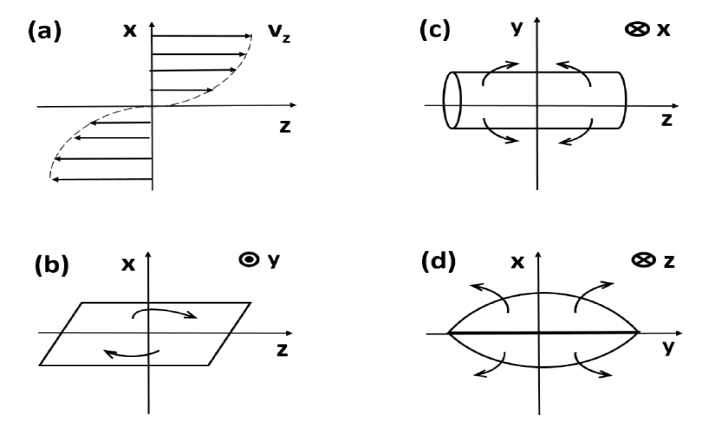 (a) x v_z
z
(c) y ⊗ x
z
(b) x ⊙ y
z
(d) x ⊗ z
y